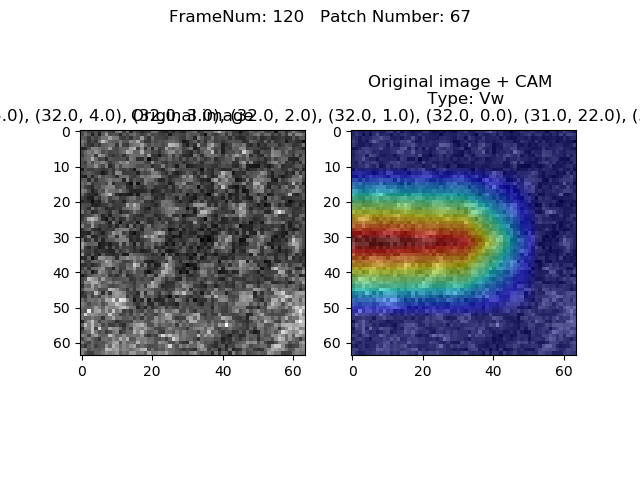 FrameNum: 120   Patch Number: 67
Original image + CAM
Type: Vw
.0), (32.0, 4.0), (32.0, 3.0), (32.0, 2.0), (32.0, 1.0), (32.0, 0.0), (31.0, 22.0), (
Original image
0
10
20
30
40
50
60
0 20 40 60
0
10
20
30
40
50
60
0 20 40 60